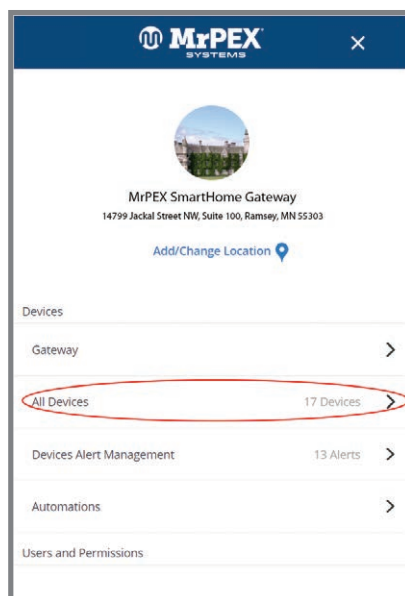 MrPEX
SYSTEMS
MrPEX SmartHome Gateway
14799 Jackal Street NW, Suite 100, Ramsey, MN 55303
Add/Change Location
Devices
Gateway
All Devices 17 Devices
Devices Alert Management 13 Alerts
Automations
Users and Permissions